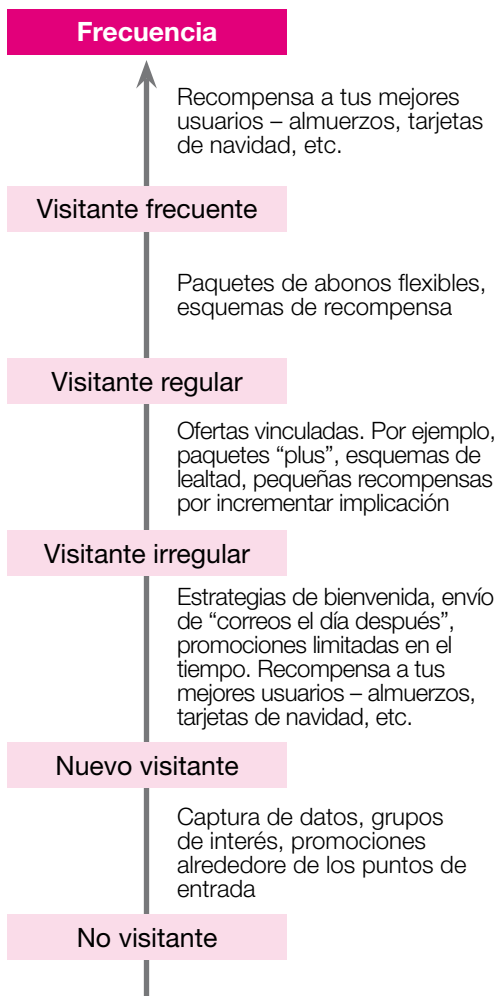 Frecuencia
Recompensa a tus mejores
usuarios – almuerzos, tarjetas
de navidad, etc.
Visitante frecuente
Paquetes de abonos flexibles,
esquemas de recompensa
Visitante regular
Ofertas vinculadas. Por ejemplo,
paquetes “plus”, esquemas de
lealtad, pequeñas recompensas
por incrementar implicación
Visitante irregular
Estrategias de bienvenida, envío
de “correos el día después”,
promociones limitadas en el
tiempo. Recompensa a tus
mejores usuarios – almuerzos,
tarjetas de navidad, etc.
Nuevo visitante
Captura de datos, grupos
de interés, promociones
alrededore de los puntos de
entrada
No visitante